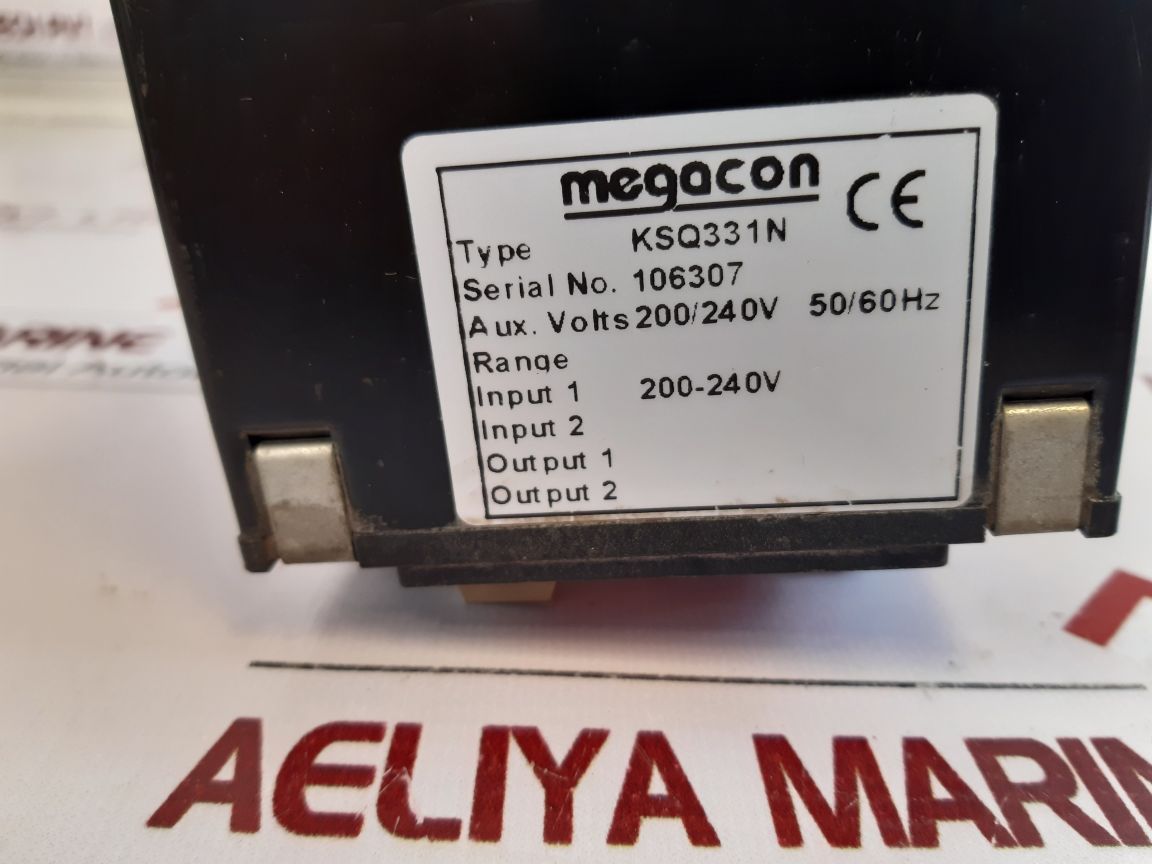 megacon CE
Type KSQ331N
Serial No. 106307
Aux. Volts 200/240V 50/60Hz
Range
Input 1 200-240V
Input 2
Output 1
Output 2
ARINE
AELIYA MARIN